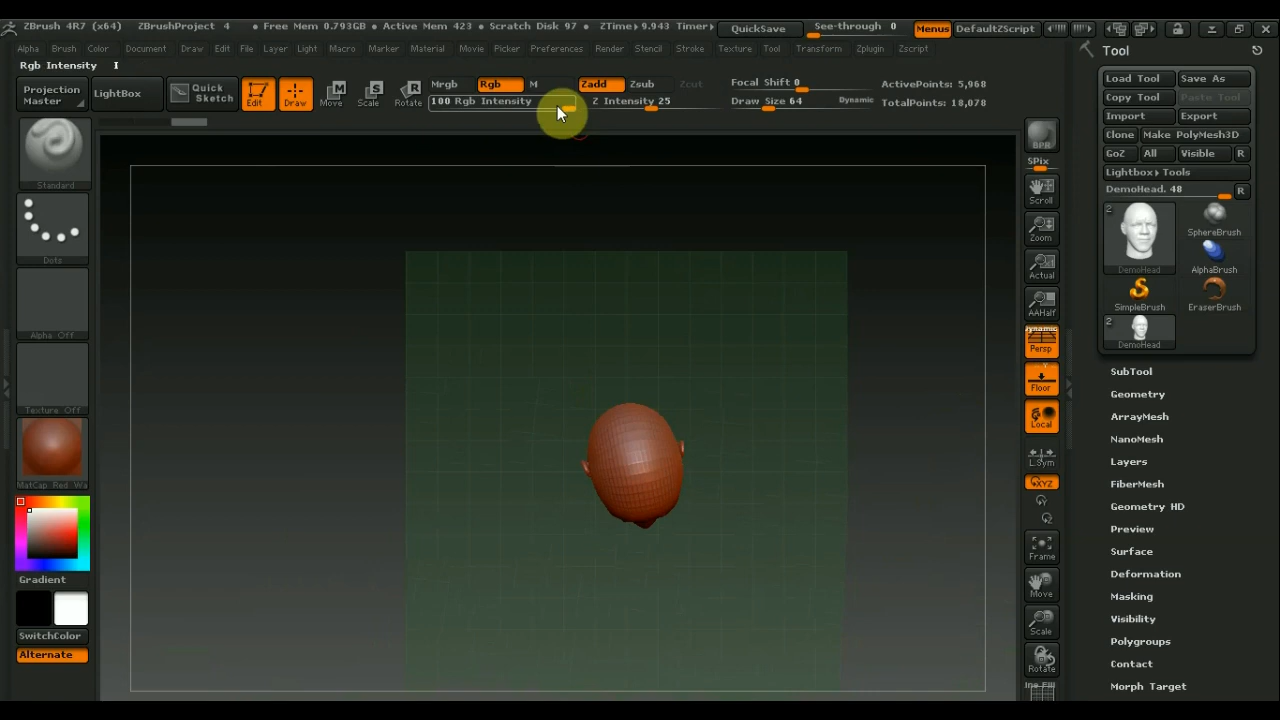 ZBrush 4R7 (x64) ZBrushProject 4 • Free Mem 0.793GB • Active Mem 423 • Scratch Disk 97 • ZTime▸9.943 Timer▸ QuickSave See-through 0 Menus DefaultZScript
Alpha Brush Color Document Draw Edit File Layer Light Macro Marker Material Movie Picker Preferences Render Stencil Stroke Texture Tool Transform Zplugin Zscript
Rgb Intensity I
Projection Master
LightBox
Quick Sketch
Edit
Draw
Move
Scale
Rotate
Mrgb Rgb M Zadd Zsub Zcut
100 Rgb Intensity Z Intensity 25
Focal Shift 0
Draw Size 64 Dynamic
ActivePoints: 5,968
TotalPoints: 18,078
Standard
Dots
Alpha Off
Texture Off
MatCap Red Wa
Gradient
SwitchColor
Alternate
BPR
SPix
Scroll
Zoom
Actual
AAHalf
Dynamic
Persp
Floor
Local
L.Sym
XYZ
Frame
Move
Scale
Rotate
Tool
Load Tool Save As
Copy Tool Paste Tool
Import Export
Clone Make PolyMesh3D
GoZ All Visible R
Lightbox▸Tools
DemoHead. 48 R
2
DemoHead
SphereBrush
AlphaBrush
SimpleBrush
EraserBrush
2
DemoHead
SubTool
Geometry
ArrayMesh
NanoMesh
Layers
FiberMesh
Geometry HD
Preview
Surface
Deformation
Masking
Visibility
Polygroups
Contact
Morph Target